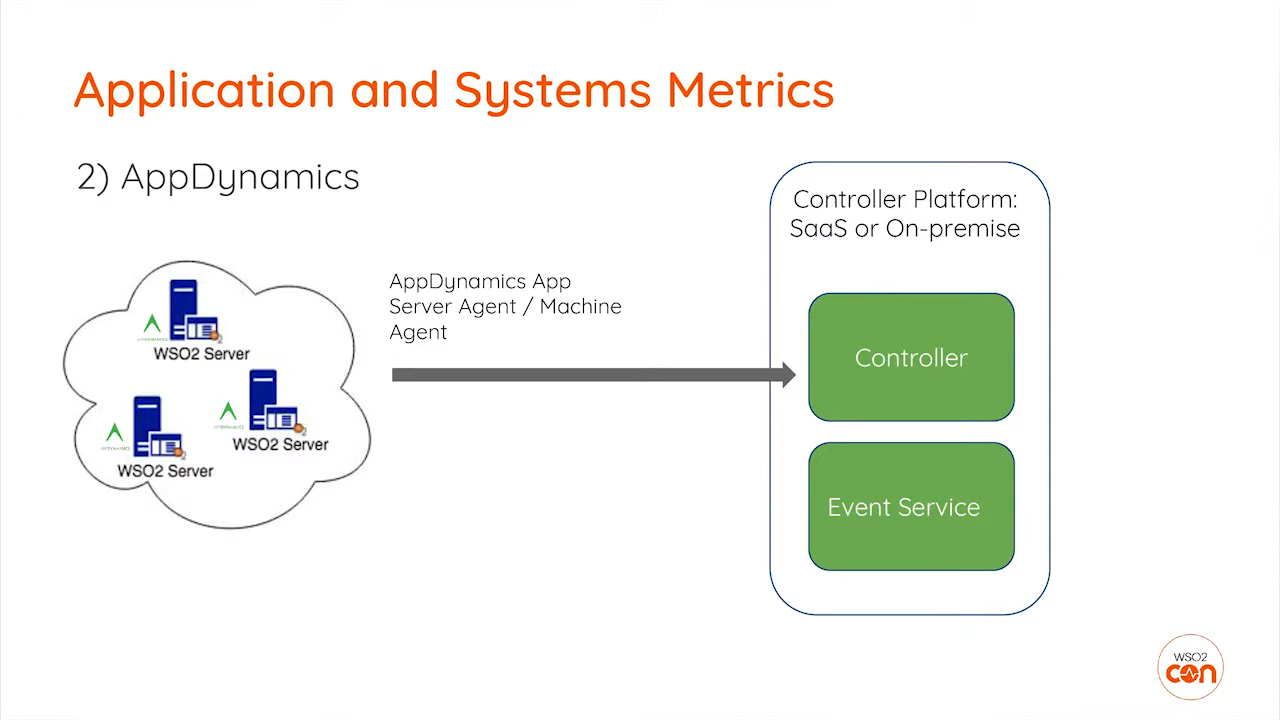 Application and Systems Metrics
2) AppDynamics
Controller Platform:
SaaS or On-premise
AppDynamics App
Server Agent / Machine
Agent
WSO2 Server
WSO2 Server
WSO2 Server
Controller
Event Service
WSO2
con